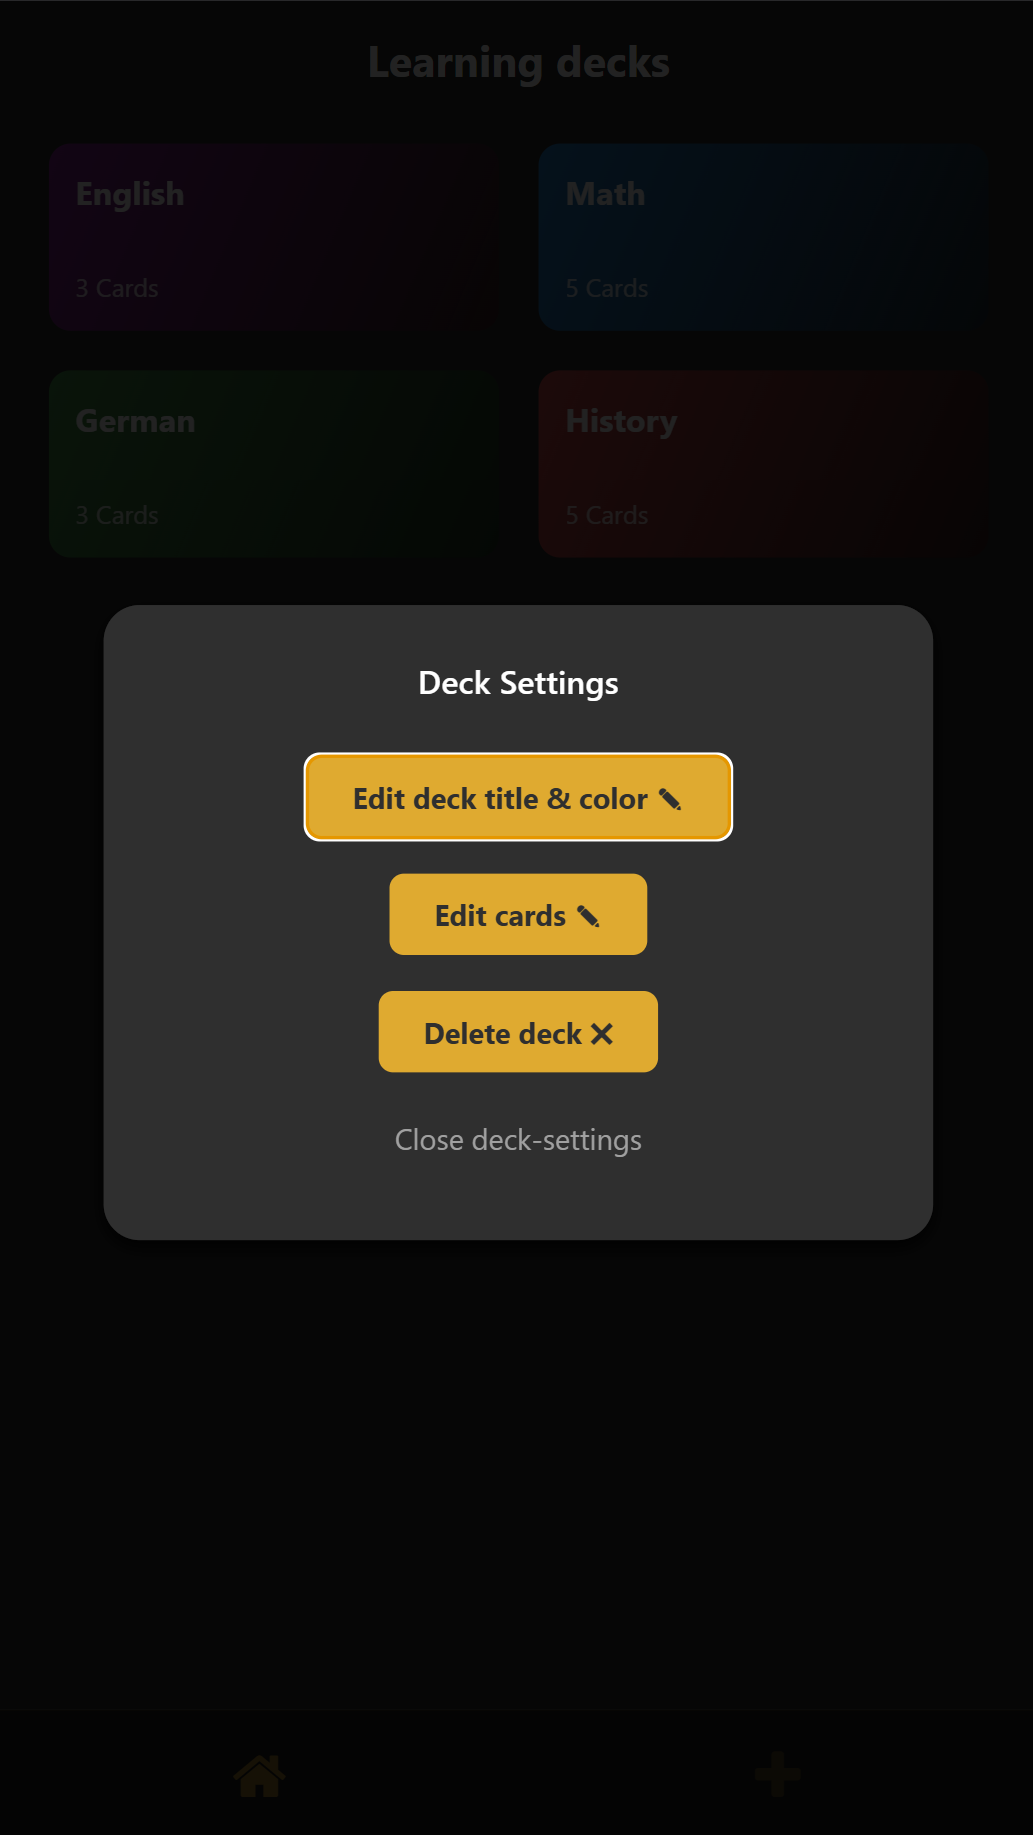 Learning decks
English
Math
3 Cards
5 Cards
German
History
3 Cards
5 Cards
Deck Settings
Edit deck title & color
Edit cards
Delete deck
Close deck-settings